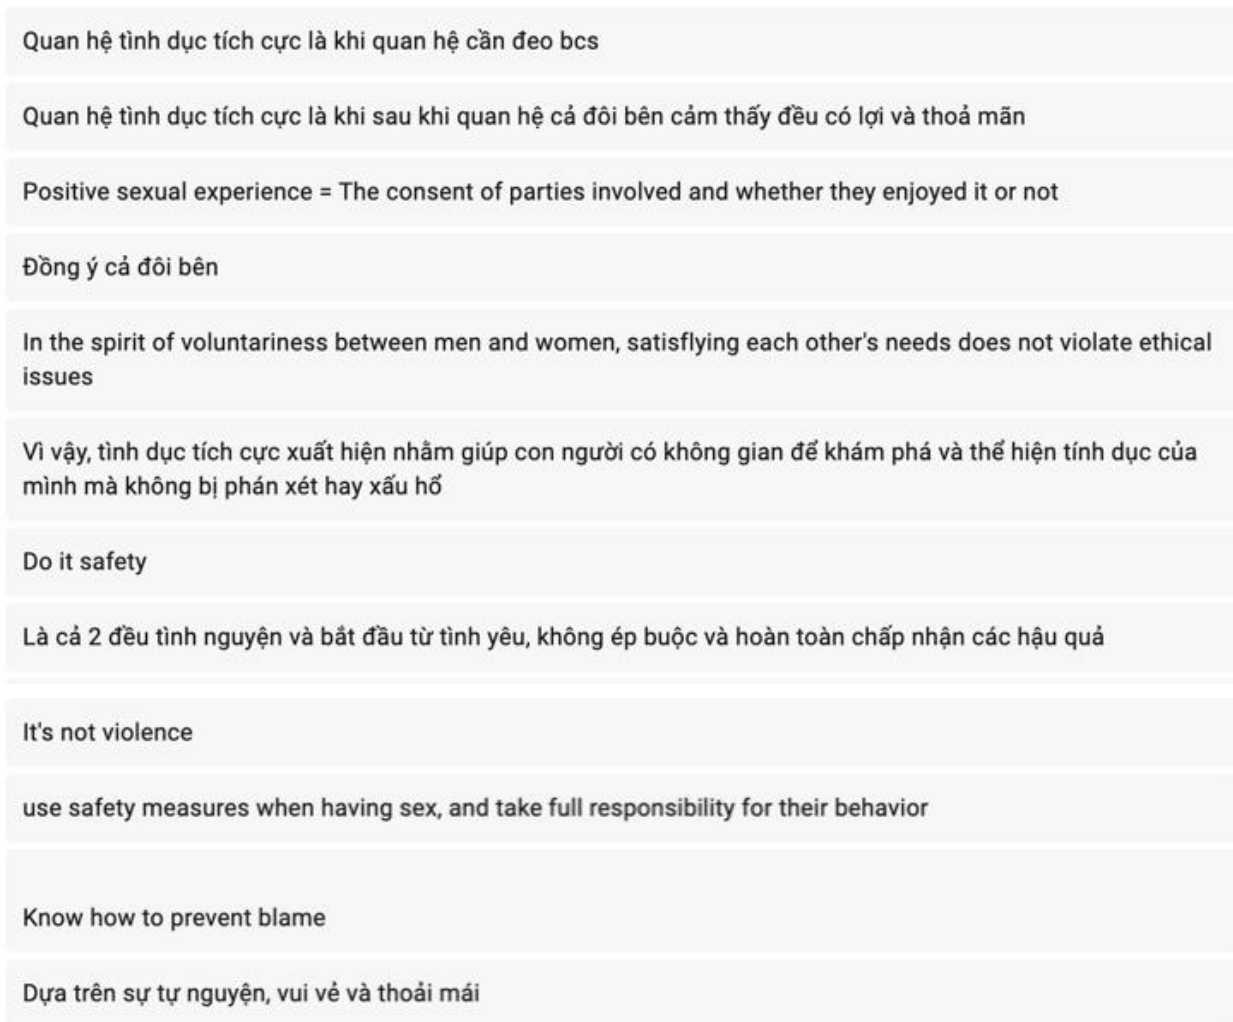 Quan hệ tình dục tích cực là khi quan hệ cần đeo bcs
Quan hệ tình dục tích cực là khi sau khi quan hệ cả đôi bên cảm thấy đều có lợi và thoả mãn
Positive sexual experience = The consent of parties involved and whether they enjoyed it or not
Đồng ý cả đôi bên
In the spirit of voluntariness between men and women, satisflying each other's needs does not violate ethical
issues
Vì vậy, tình dục tích cực xuất hiện nhằm giúp con người có không gian để khám phá và thể hiện tính dục của
mình mà không bị phán xét hay xấu hổ
Do it safety
Là cả 2 đều tình nguyện và bắt đầu từ tình yêu, không ép buộc và hoàn toàn chấp nhận các hậu quả
It's not violence
use safety measures when having sex, and take full responsibility for their behavior
Know how to prevent blame
Dựa trên sự tự nguyện, vui vẻ và thoải mái